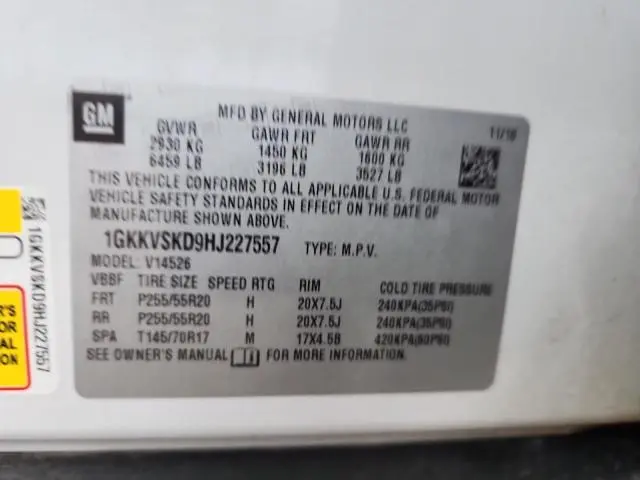 GM
MFD BY GENERAL MOTORS LLC
11/16
GVWR GAWR FRT GAWR RR
2930 KG 1450 KG 1600 KG
6459 LB 3196 LB 3527 LB
THIS VEHICLE CONFORMS TO ALL APPLICABLE U.S. FEDERAL MOTOR
VEHICLE SAFETY STANDARDS IN EFFECT ON THE DATE OF
MANUFACTURE SHOWN ABOVE.
1GKKVSKD9HJ227557 TYPE: M.P.V.
MODEL: V14526
VBBF TIRE SIZE SPEED RTG RIM COLD TIRE PRESSURE
FRT P255/55R20 H 20X7.5J 240KPA(35PSI)
RR P255/55R20 H 20X7.5J 240KPA(35PSI)
SPA T145/70R17 M 17X4.5B 420KPA(60PSI)
SEE OWNER'S MANUAL FOR MORE INFORMATION.
1GKKVSKD9HJ227557